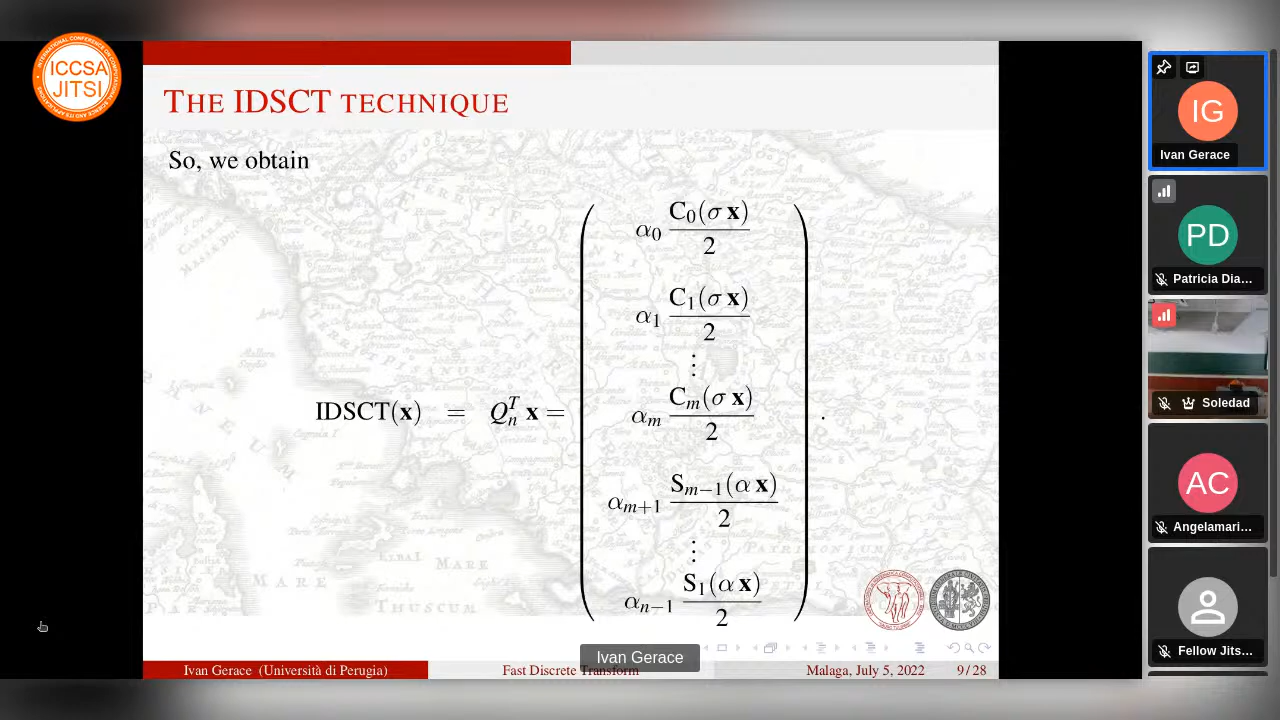 ICCSA
JITSI
THE IDSCT TECHNIQUE
So, we obtain
IDSCT(x) = Q_n^T x =
α_0 C_0(σ x) / 2
α_1 C_1(σ x) / 2
⋮
α_m C_m(σ x) / 2
α_{m+1} S_{m−1}(α x) / 2
⋮
α_{n−1} S_1(α x) / 2
.
Ivan Gerace (Università di Perugia)
Fast Discrete Transform
Malaga, July 5, 2022
9/28
Ivan Gerace
IG
Ivan Gerace
PD
Patricia Dia...
Soledad
AC
Angelamari...
Fellow Jits...